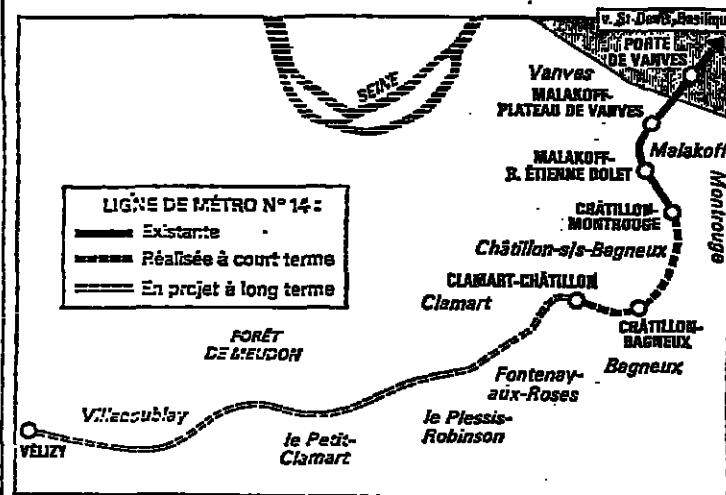 v. St-Denis, Basilique
PORTE
DE VANVES
Vanves
SEINE
MALAKOFF-
PLATEAU DE VANVES
Malakoff
MALAKOFF-
R. ÉTIENNE DOLET
Montrouge
LIGNE DE MÉTRO N° 14 :
Existante
Réalisée à court terme
En projet à long terme
CHÂTILLON-
MONTROUGE
Châtillon-s/s-Bagneux
CLAMART-CHÂTILLON
Clamart
CHÂTILLON-
BAGNEUX
Bagneux
FORÊT
DE MEUDON
Fontenay-
aux-Roses
Villacoublay
le Plessis-
Robinson
le Petit-
Clamart
VÉLIZY